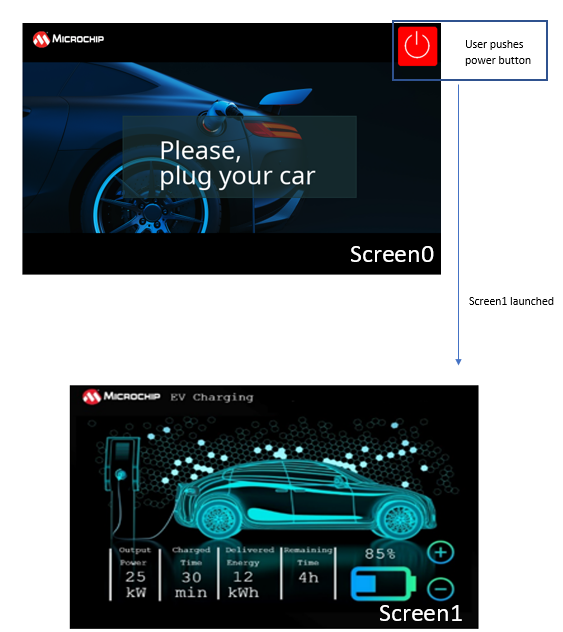 MICROCHIP
User pushes
power button
Please,
plug your car
Screen0
Screen1 launched
MICROCHIP EV Charging
Output Power
25 kW
Charged Time
30 min
Delivered Energy
12 kWh
Remaining Time
4h
85%
Screen1